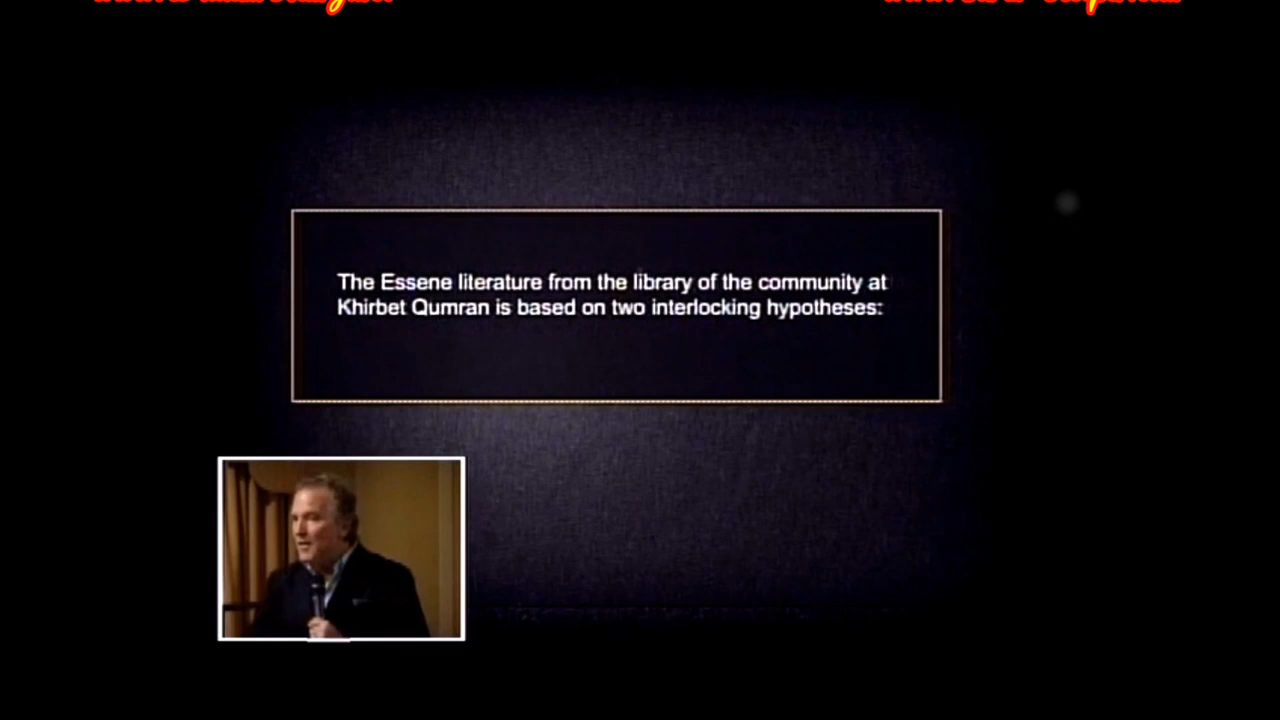 The Essene literature from the library of the community at
Khirbet Qumran is based on two interlocking hypotheses: